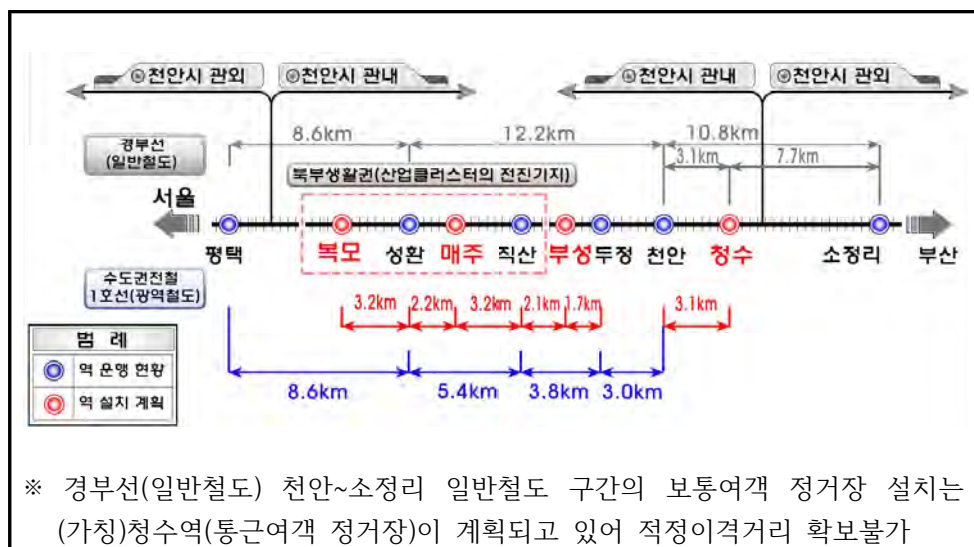 ◉천안시 관외 ◉천안시 관내 ◉천안시 관내 ◉천안시 관외
8.6km 12.2km 10.8km
경부선
(일반철도)
3.1km 7.7km
북부생활권(산업클러스터의 전진기지)
서울
평택 복모 성환 매주 직산 부성 두정 천안 청수 소정리 부산
수도권전철
1호선(광역철도)
3.2km 2.2km 3.2km 2.1km 1.7km 3.1km
범 례
역 운행 현황
역 설치 계획
8.6km 5.4km 3.8km 3.0km
※ 경부선(일반철도) 천안~소정리 일반철도 구간의 보통여객 정거장 설치는
(가칭)청수역(통근여객 정거장)이 계획되고 있어 적정이격거리 확보불가